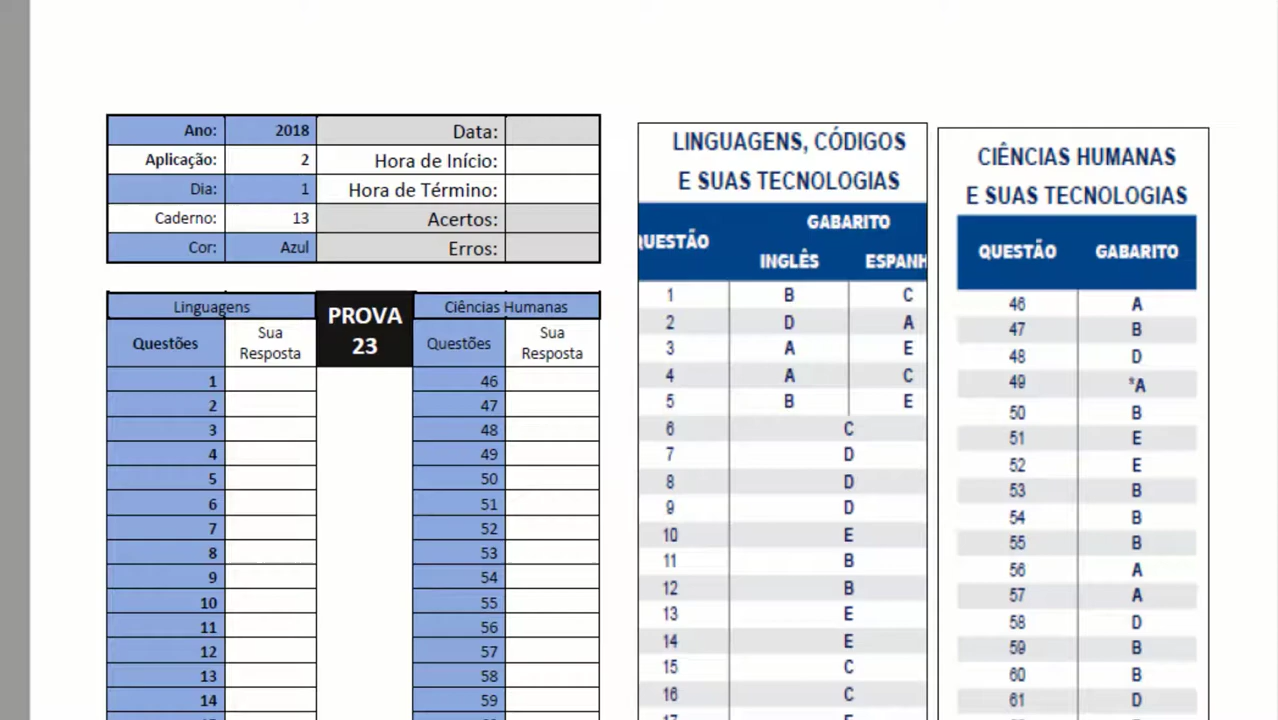 Ano: 2018 Data:
Aplicação: 2 Hora de Início:
Dia: 1 Hora de Término:
Caderno: 13 Acertos:
Cor: Azul Erros:
Linguagens PROVA 23 Ciências Humanas
Questões Sua Resposta Questões Sua Resposta
1 46
2 47
3 48
4 49
5 50
6 51
7 52
8 53
9 54
10 55
11 56
12 57
13 58
14 59
LINGUAGENS, CÓDIGOS
E SUAS TECNOLOGIAS
QUESTÃO GABARITO
INGLÊS ESPANH
1 B C
2 D A
3 A E
4 A C
5 B E
6 C
7 D
8 D
9 D
10 E
11 B
12 B
13 E
14 E
15 C
16 C
17 E
CIÊNCIAS HUMANAS
E SUAS TECNOLOGIAS
QUESTÃO GABARITO
46 A
47 B
48 D
49 *A
50 B
51 E
52 E
53 B
54 B
55 B
56 A
57 A
58 D
59 B
60 B
61 D